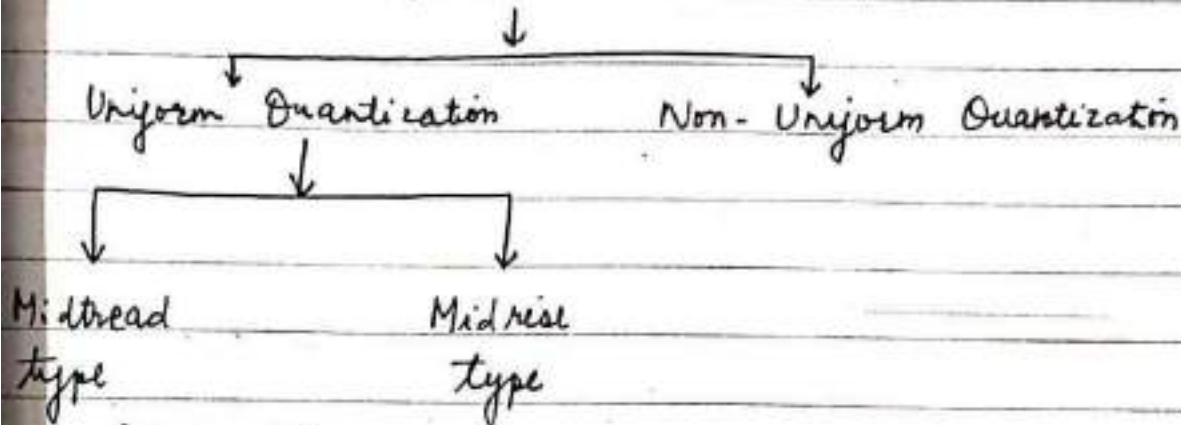 Uniform Quantization Non-Uniform Quantization
Midtread Midrise
type type